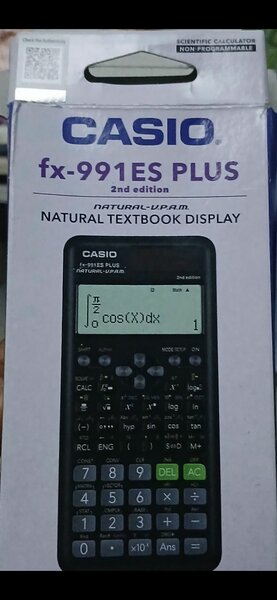 Check the Authenticity
SCIENTIFIC CALCULATOR
NON PROGRAMMABLE
CASIO®
fx-991ES PLUS
2nd edition
NATURAL-V.P.A.M.
NATURAL TEXTBOOK DISPLAY
CASIO
fx-991ES PLUS
NATURAL-V.P.A.M.
2nd edition
D Math ▲
∫0 π/2 cos(X)dx
1
SHIFT ALPHA MODE SETUP ON
CALC
log in
(−) hyp sin cos tan
RCL ENG ( ) S⇔D M+
7 8 9 DEL AC
4 5 6 × ÷
1 2 3 + −
0 . ×10ˣ Ans =